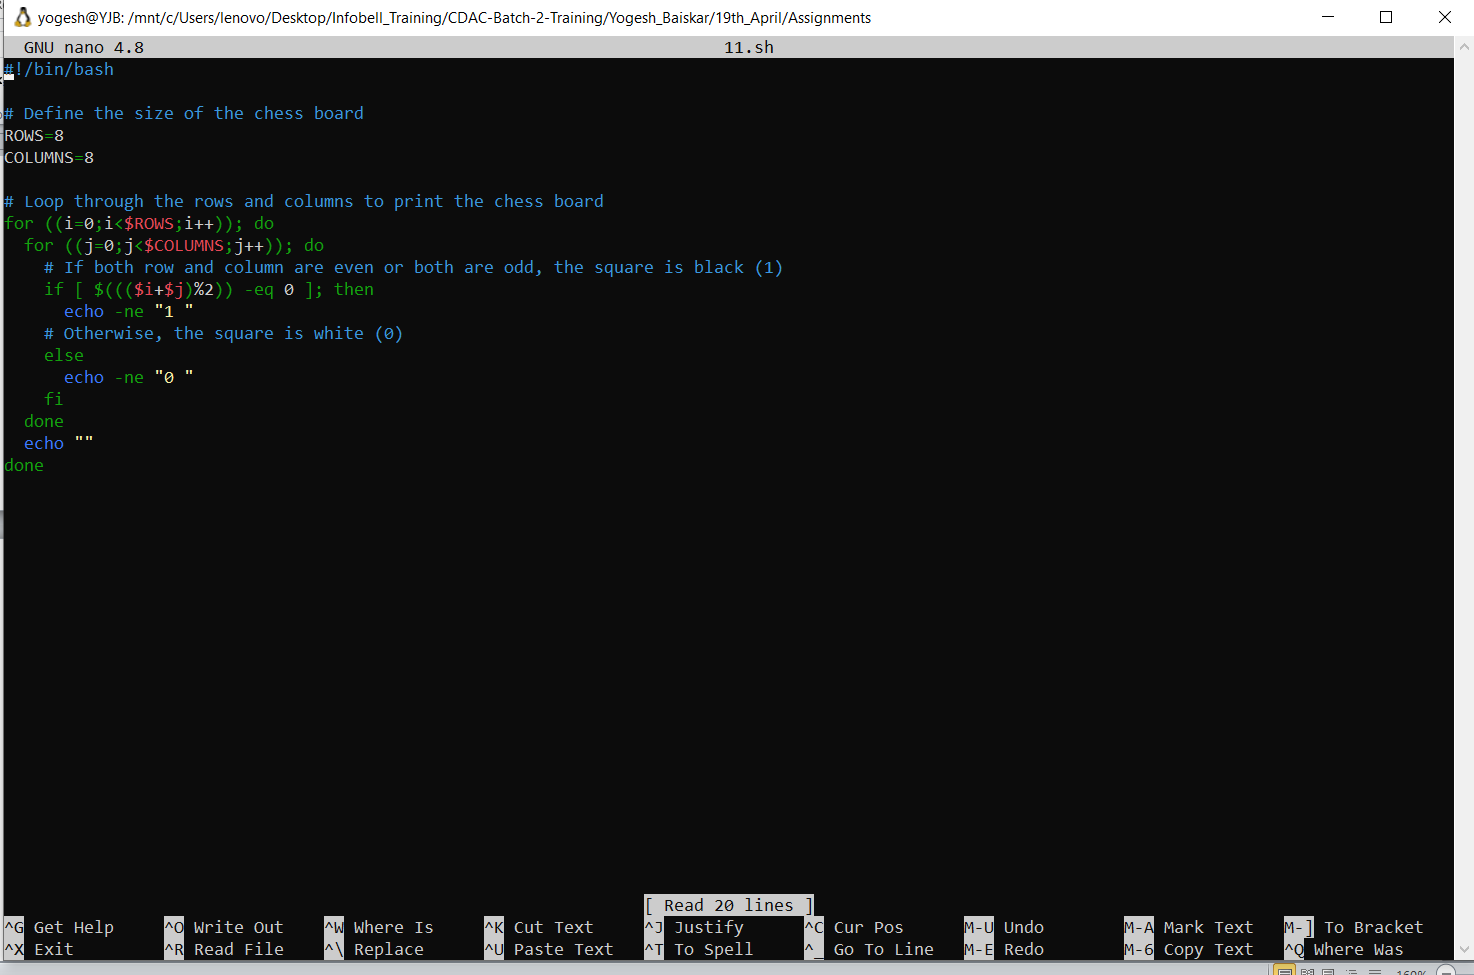 yogesh@YJB: /mnt/c/Users/lenovo/Desktop/Infobell_Training/CDAC-Batch-2-Training/Yogesh_Baiskar/19th_April/Assignments
GNU nano 4.8 11.sh
#!/bin/bash

# Define the size of the chess board
ROWS=8
COLUMNS=8

# Loop through the rows and columns to print the chess board
for ((i=0;i<$ROWS;i++)); do
  for ((j=0;j<$COLUMNS;j++)); do
    # If both row and column are even or both are odd, the square is black (1)
    if [ $((($i+$j)%2)) -eq 0 ]; then
      echo -ne "1 "
    # Otherwise, the square is white (0)
    else
      echo -ne "0 "
    fi
  done
  echo ""
done
[ Read 20 lines ]
^G Get Help ^O Write Out ^W Where Is ^K Cut Text ^J Justify ^C Cur Pos M-U Undo M-A Mark Text M-] To Bracket
^X Exit ^R Read File ^\ Replace ^U Paste Text ^T To Spell ^_ Go To Line M-E Redo M-6 Copy Text ^Q Where Was